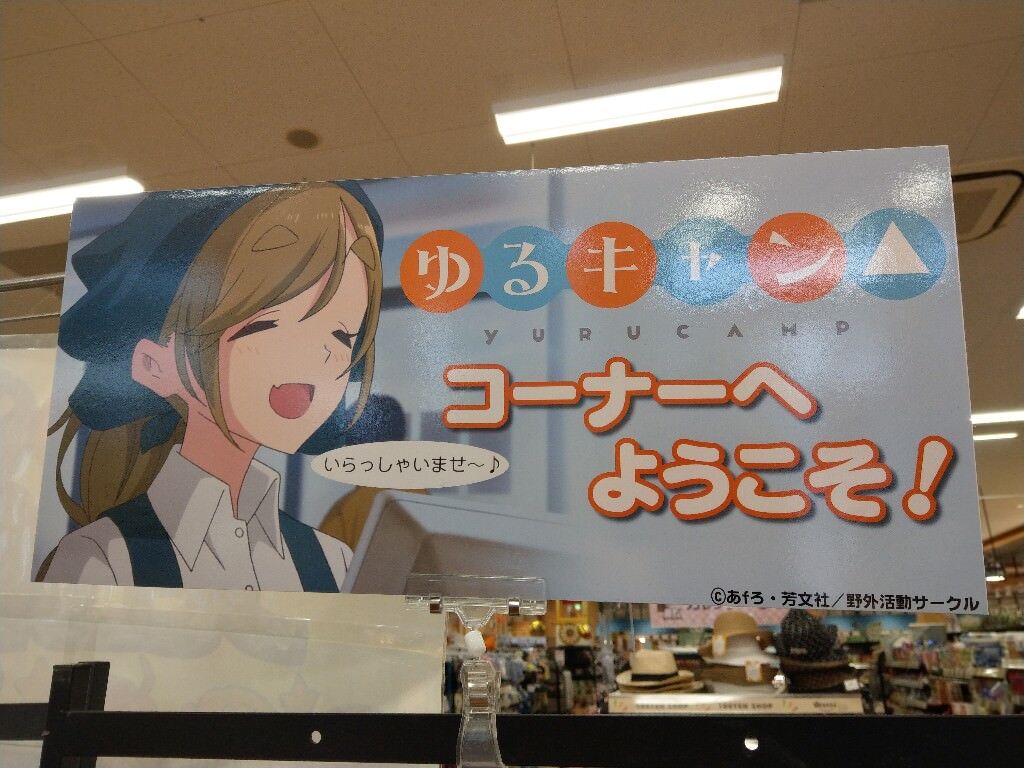 ゆるキャン△
YURUCAMP
コーナーへ
ようこそ！
いらっしゃいませ～♪
©あfろ・芳文社／野外活動サークル